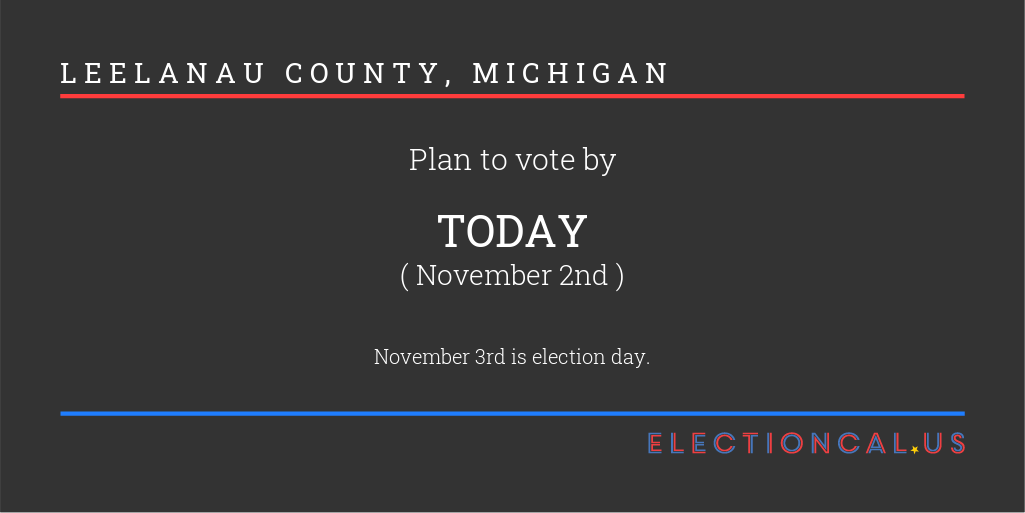 LEELANAU COUNTY, MICHIGAN
Plan to vote by
TODAY
( November 2nd )
November 3rd is election day.
ELECTIONCAL.US